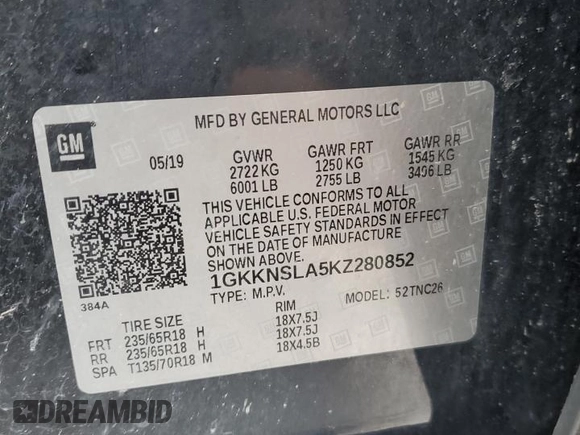 MFD BY GENERAL MOTORS LLC
GM
05/19 GVWR GAWR FRT GAWR RR
2722 KG 1250 KG 1545 KG
6001 LB 2755 LB 3406 LB
THIS VEHICLE CONFORMS TO ALL
APPLICABLE U.S. FEDERAL MOTOR
VEHICLE SAFETY STANDARDS IN EFFECT
ON THE DATE OF MANUFACTURE
SHOWN ABOVE.
1GKKNSLA5KZ280852
TYPE: M.P.V. MODEL: 52TNC26
384A
TIRE SIZE RIM
FRT 235/65R18 H 18X7.5J
RR 235/65R18 H 18X7.5J
SPA T135/70R18 M 18X4.5B
DREAMBID